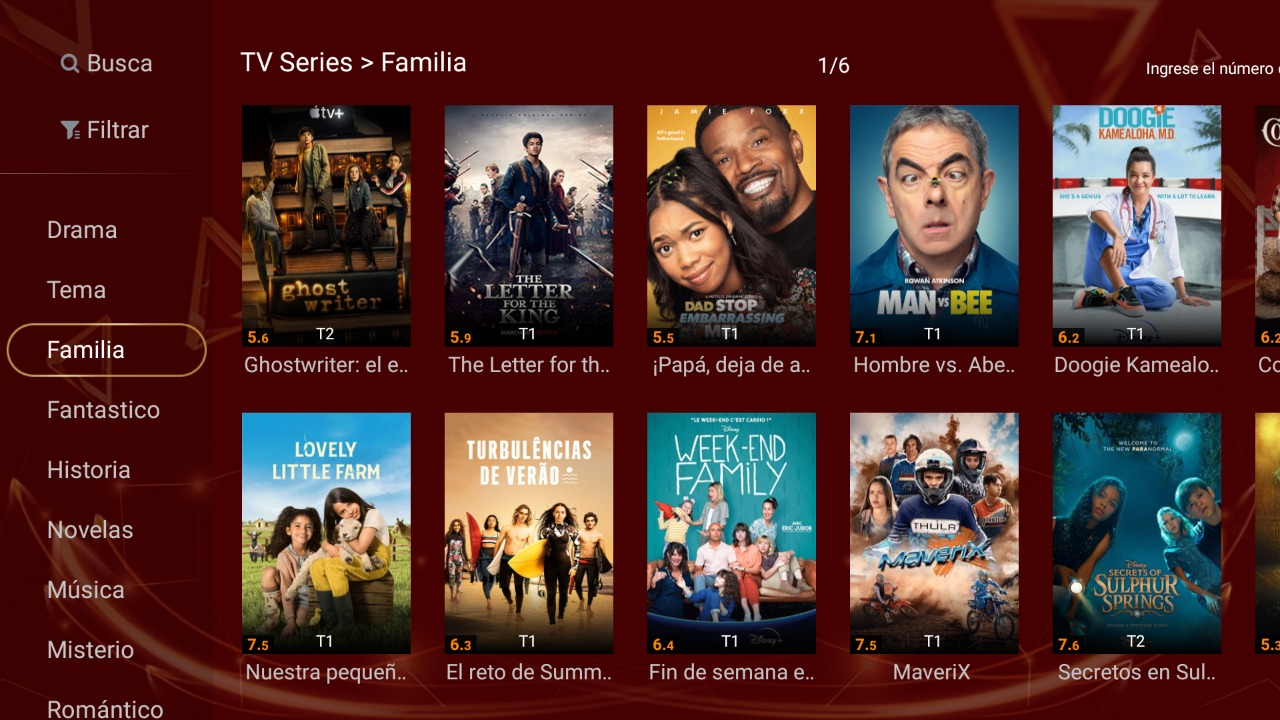 Busca
Filtrar
Drama
Tema
Familia
Fantastico
Historia
Novelas
Música
Misterio
Romántico
TV Series > Familia
1/6
Ingrese el número
tv+
ghost
writer
5.6
T2
Ghostwriter: el e..
THE
LETTER
FOR THE
KING
5.9
T1
The Letter for th..
JAMIE FOXX
All's good in
fatherhood.
DAD STOP
EMBARRASSING
5.5
T1
¡Papá, deja de a..
ROWAN ATKINSON
MAN VS BEE
7.1
T1
Hombre vs. Abe..
DOOGIE
KAMEALOHA, M.D.
SHE'S A GENIUS
WITH A LOT TO LEARN
6.2
T1
Doogie Kamealo..
6.2
Co
LOVELY
LITTLE FARM
7.5
T1
Nuestra pequeñ..
TURBULÊNCIAS
DE VERÃO
6.3
T1
El reto de Summ..
"LE WEEK-END C'EST CARDIO !"
Disney
WEEK-END
FAMILY
AVEC
ERIC JUDOR
Disney+
6.4
T1
Fin de semana e..
THULA
MaveriX
7.5
T1
MaveriX
WELCOME TO
THE NEW PARANORMAL
Disney
SECRETS OF
SULPHUR
SPRINGS
7.6
T2
Secretos en Sul..
5.3